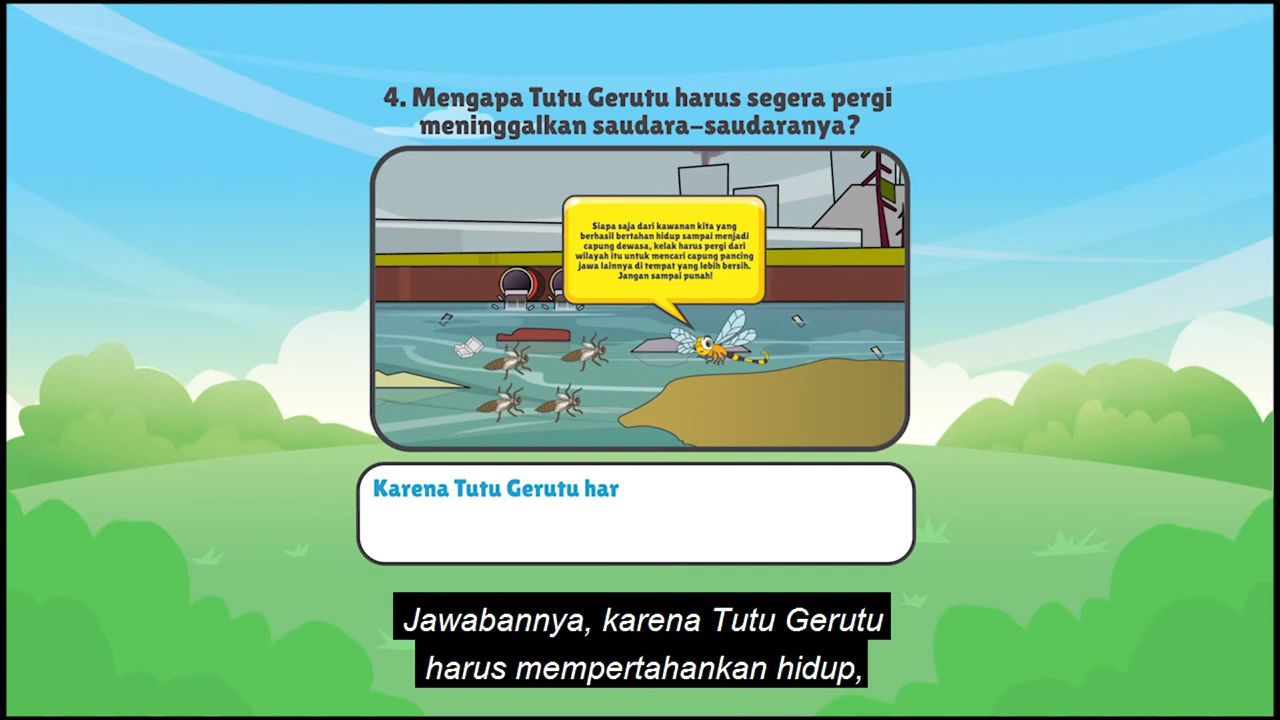 4. Mengapa Tutu Gerutu harus segera pergi
meninggalkan saudara-saudaranya?
Siapa saja dari kawanan kita yang
berhasil bertahan hidup sampai menjadi
capung dewasa, kelak harus pergi dari
wilayah itu untuk mencari capung pancing
jawa lainnya di tempat yang lebih bersih.
Jangan sampai punah!
Karena Tutu Gerutu har
Jawabannya, karena Tutu Gerutu
harus mempertahankan hidup,